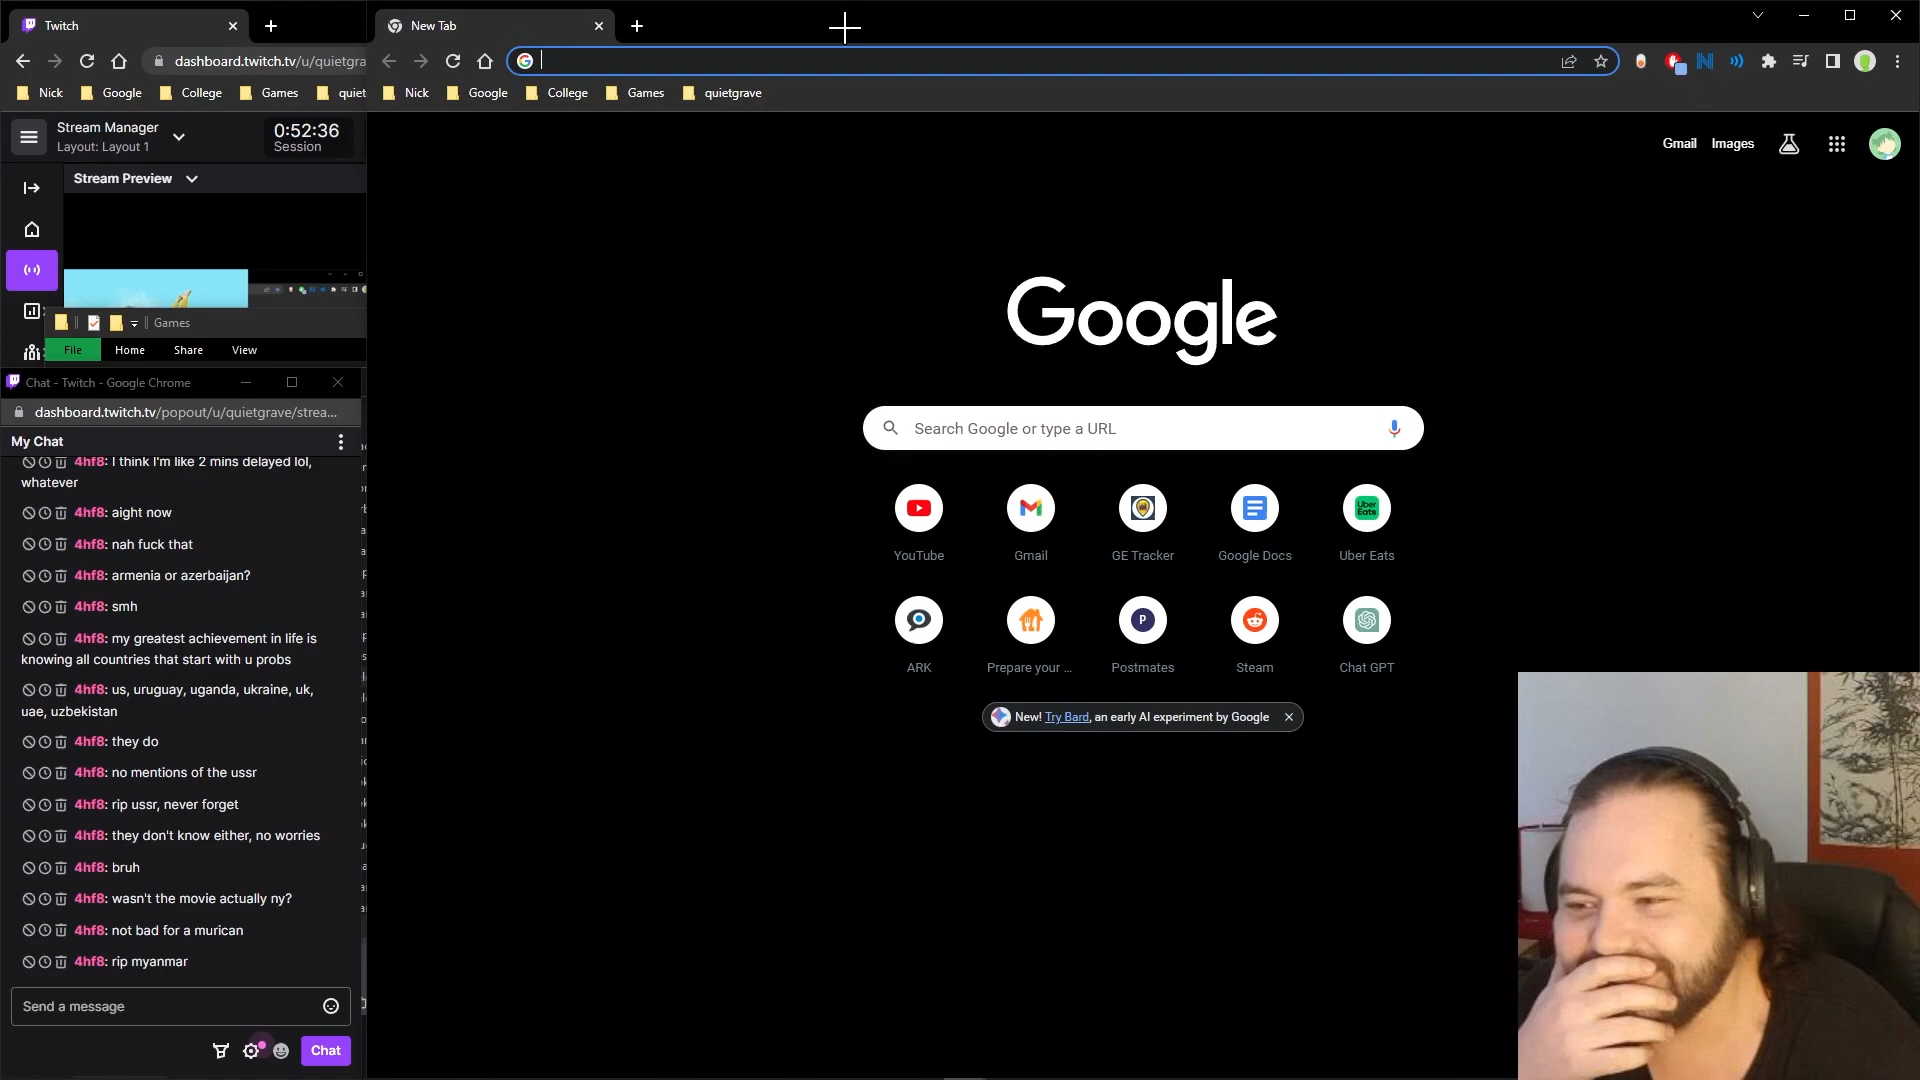 Twitch
New Tab
dashboard.twitch.tv/u/quietgra
Nick
Google
College
Games
quiet
Nick
Google
College
Games
quietgrave
Stream Manager
Layout: Layout 1
0:52:36
Session
Gmail
Images
Stream Preview
Games
File
Home
Share
View
Chat - Twitch - Google Chrome
dashboard.twitch.tv/popout/u/quietgrave/strea...
My Chat
4hf8: I think I'm like 2 mins delayed lol,
whatever
4hf8: aight now
4hf8: nah fuck that
4hf8: armenia or azerbaijan?
4hf8: smh
4hf8: my greatest achievement in life is
knowing all countries that start with u probs
4hf8: us, uruguay, uganda, ukraine, uk,
uae, uzbekistan
4hf8: they do
4hf8: no mentions of the ussr
4hf8: rip ussr, never forget
4hf8: they don't know either, no worries
4hf8: bruh
4hf8: wasn't the movie actually ny?
4hf8: not bad for a murican
4hf8: rip myanmar
Send a message
Chat
Google
Search Google or type a URL
YouTube
Gmail
GE Tracker
Google Docs
Uber Eats
Uber
Eats
ARK
Prepare your ...
P
Postmates
Steam
Chat GPT
New! Try Bard, an early AI experiment by Google